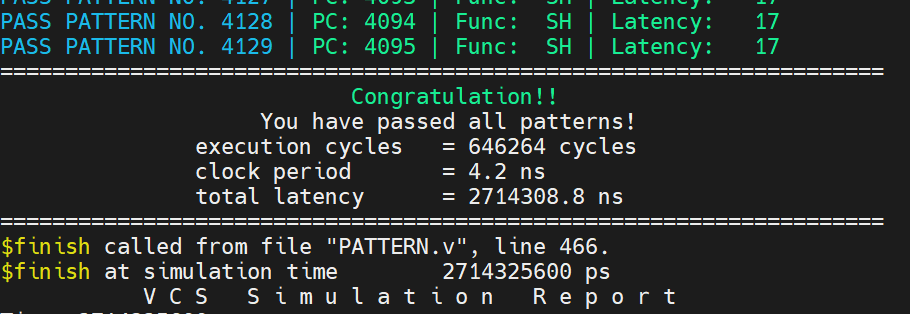 PASS PATTERN NO. 4127 | PC: 4093 | Func:  SH | Latency:   17
PASS PATTERN NO. 4128 | PC: 4094 | Func:  SH | Latency:   17
PASS PATTERN NO. 4129 | PC: 4095 | Func:  SH | Latency:   17
====================================================================
Congratulation!!
You have passed all patterns!
execution cycles   = 646264 cycles
clock period       = 4.2 ns
total latency      = 2714308.8 ns
====================================================================
$finish called from file "PATTERN.v", line 466.
$finish at simulation time        2714325600 ps
V C S   S i m u l a t i o n   R e p o r t